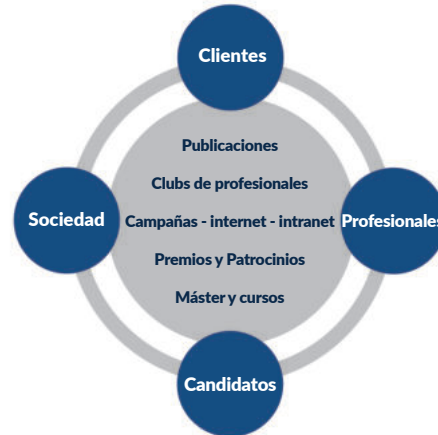 Clientes
Publicaciones
Clubs de profesionales
Sociedad
Campañas - internet - intranet
Profesionales
Premios y Patrocinios
Máster y cursos
Candidatos